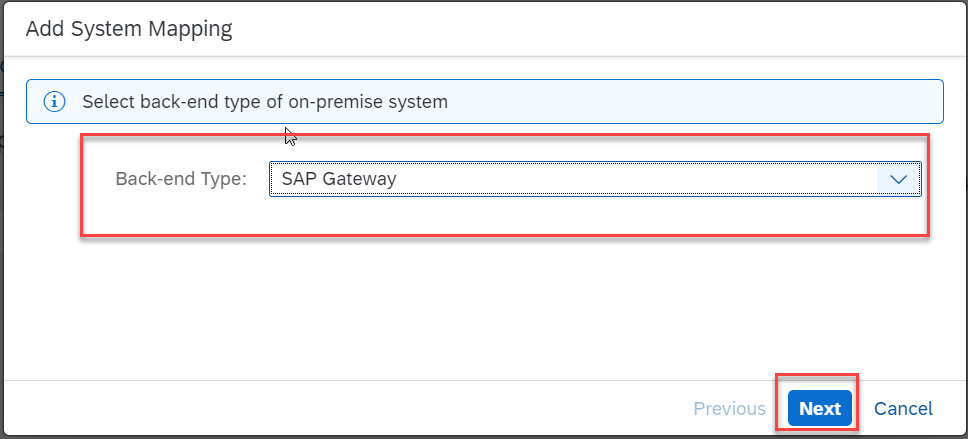 Add System Mapping
Select back-end type of on-premise system
Back-end Type: SAP Gateway
Previous Next Cancel